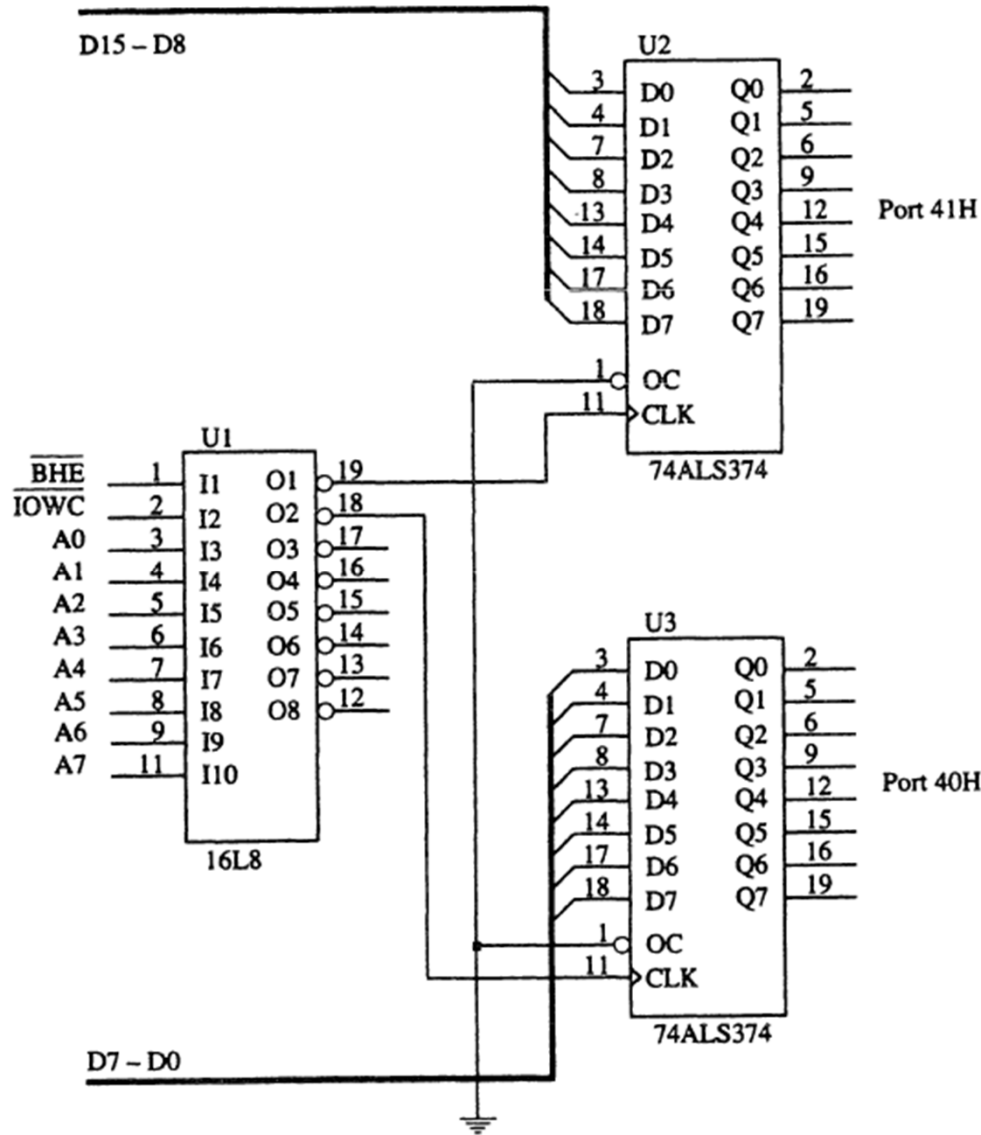 D15 – D8
U2
3 D0 Q0 2
4 D1 Q1 5
7 D2 Q2 6
8 D3 Q3 9
13 D4 Q4 12
14 D5 Q5 15
17 D6 Q6 16
18 D7 Q7 19
Port 41H
1 OC
11 CLK
74ALS374
U1
BHE 1 I1 O1 19
IOWC 2 I2 O2 18
A0 3 I3 O3 17
A1 4 I4 O4 16
A2 5 I5 O5 15
A3 6 I6 O6 14
A4 7 I7 O7 13
A5 8 I8 O8 12
A6 9 I9
A7 11 I10
16L8
U3
3 D0 Q0 2
4 D1 Q1 5
7 D2 Q2 6
8 D3 Q3 9
13 D4 Q4 12
14 D5 Q5 15
17 D6 Q6 16
18 D7 Q7 19
Port 40H
1 OC
11 CLK
74ALS374
D7 – D0